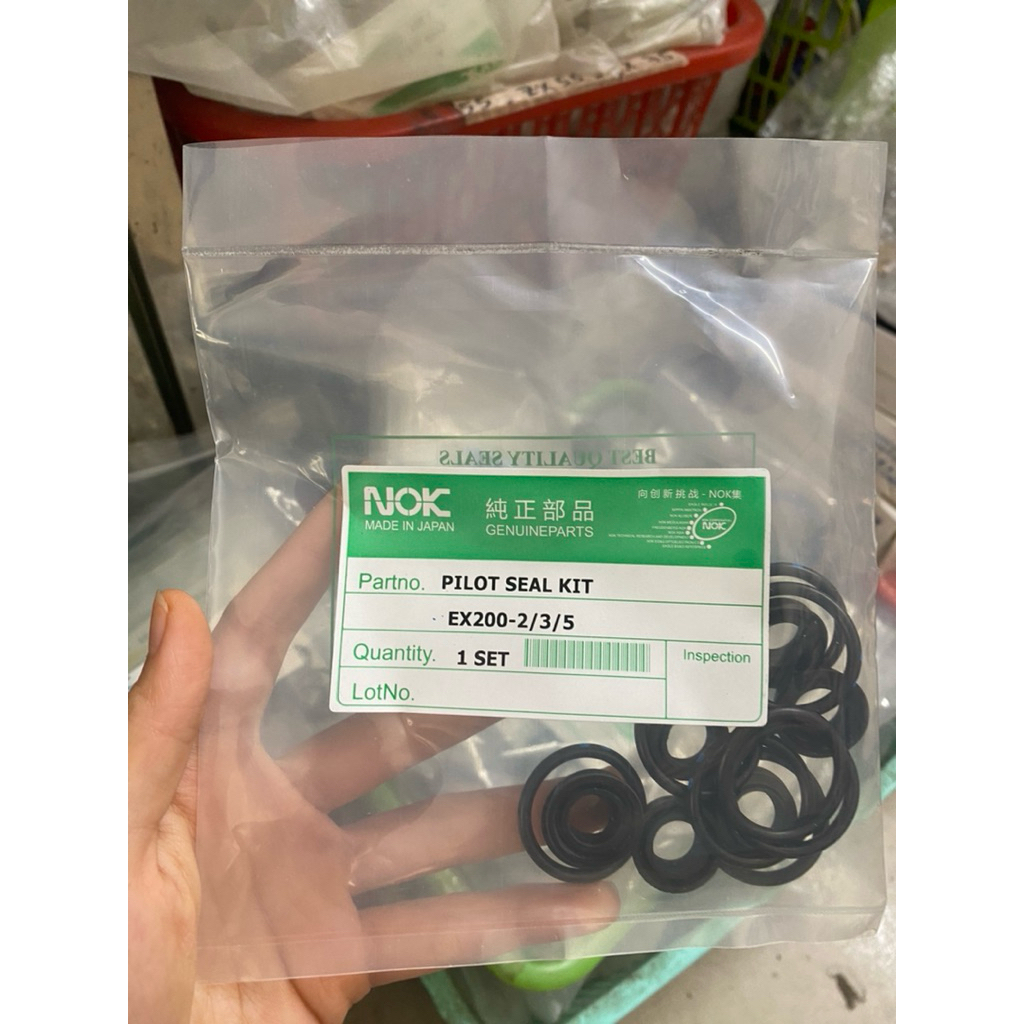 BEST QUALITY SEALS
NOK
MADE IN JAPAN
純正部品
GENUINEPARTS
向创新挑战 - NOK集
NOK
Partno. PILOT SEAL KIT
EX200-2/3/5
Quantity. 1 SET
Inspection
LotNo.